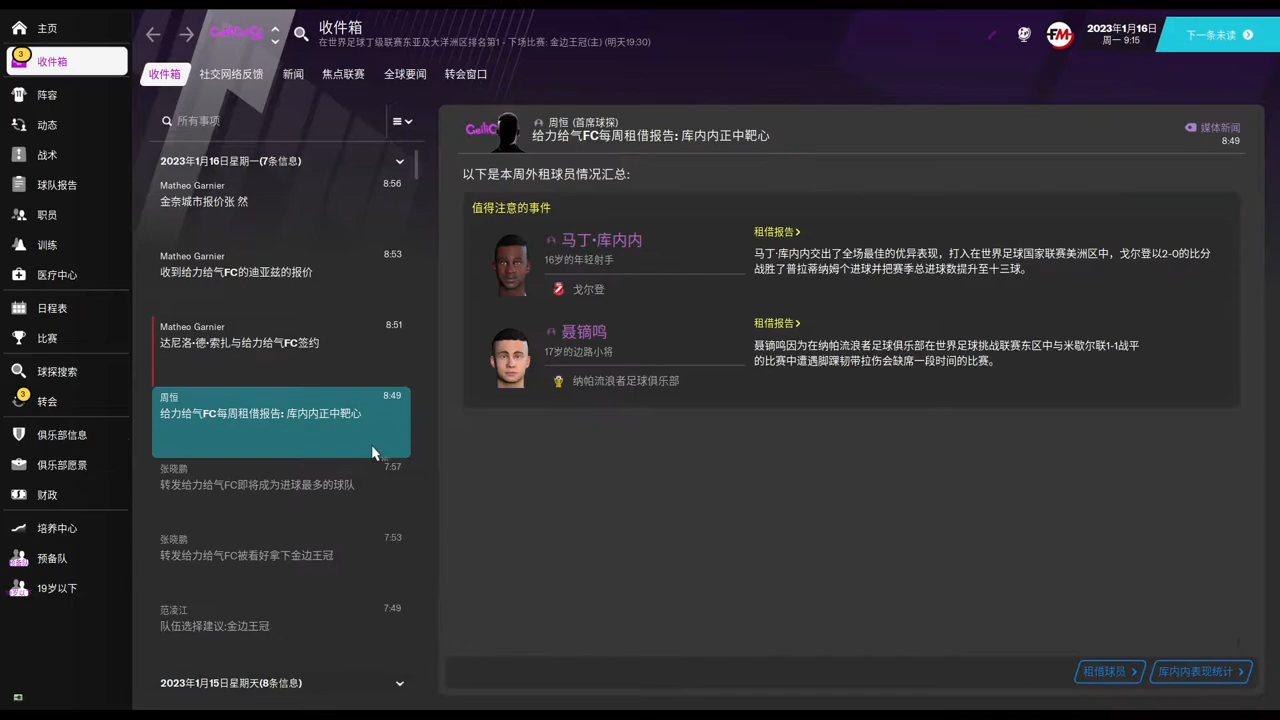 主页
3
收件箱
阵容
动态
战术
球队报告
职员
训练
医疗中心
日程表
比赛
球探搜索
3
转会
俱乐部信息
俱乐部愿景
财政
培养中心
预备队
19岁以下
收件箱
在世界足球丁级联赛东亚及大洋洲区排名第1 - 下场比赛: 金边王冠(主) (明天19:30)
FM
2023年1月16日
周一 9:15
下一条未读
收件箱
社交网络反馈
新闻
焦点联赛
全球要闻
转会窗口
所有事项
2023年1月16日星期一(7条信息)
Matheo Garnier
8:56
金奈城市报价张 然
Matheo Garnier
8:53
收到给力给气FC的迪亚兹的报价
Matheo Garnier
8:51
达尼洛·德·索扎与给力给气FC签约
周恒
8:49
给力给气FC每周租借报告: 库内内正中靶心
张晓鹏
7:57
转发给力给气FC即将成为进球最多的球队
张晓鹏
7:53
转发给力给气FC被看好拿下金边王冠
范凌江
7:49
队伍选择建议:金边王冠
2023年1月15日星期天(8条信息)
周恒 (首席球探)
给力给气FC每周租借报告: 库内内正中靶心
媒体新闻
8:49
以下是本周外租球员情况汇总:
值得注意的事件
马丁·库内内
16岁的年轻射手
戈尔登
租借报告>
马丁·库内内交出了全场最佳的优异表现，打入在世界足球国家联赛美洲区中，戈尔登以2-0的比分
战胜了普拉蒂纳姆个进球并把赛季总进球数提升至十三球。
聂镝鸣
17岁的边路小将
纳帕流浪者足球俱乐部
租借报告>
聂镝鸣因为在纳帕流浪者足球俱乐部在世界足球挑战联赛东区中与米歇尔联1-1战平
的比赛中遭遇脚踝韧带拉伤会缺席一段时间的比赛。
租借球员
库内内表现统计